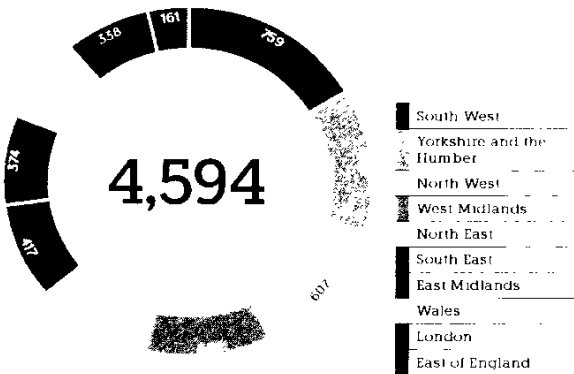 338
161
759
374
4,594
417
607
South West
Yorkshire and the
Humber
North West
West Midlands
North East
South East
East Midlands
Wales
London
East of England